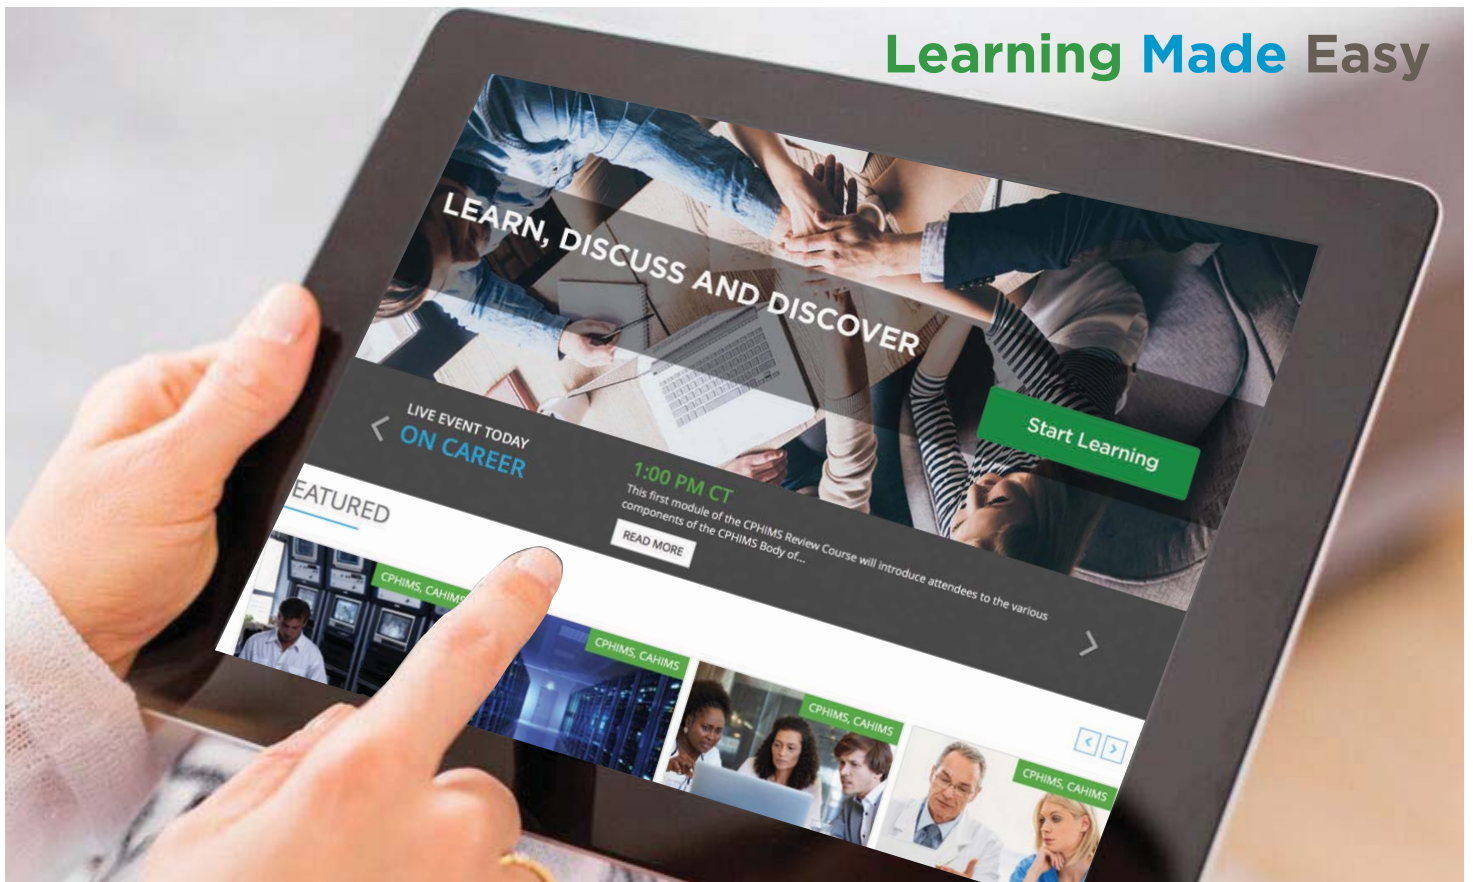 Learning Made Easy
LEARN, DISCUSS AND DISCOVER
Start Learning
LIVE EVENT TODAY
ON CAREER
1:00 PM CT
This first module of the CPHIMS Review Course will introduce attendees to the various
components of the CPHIMS Body of...
READ MORE
EATURED
CPHIMS, CAHIMS
CPHIMS, CAHIMS
CPHIMS, CAHIMS
CPHIMS, CAHIMS